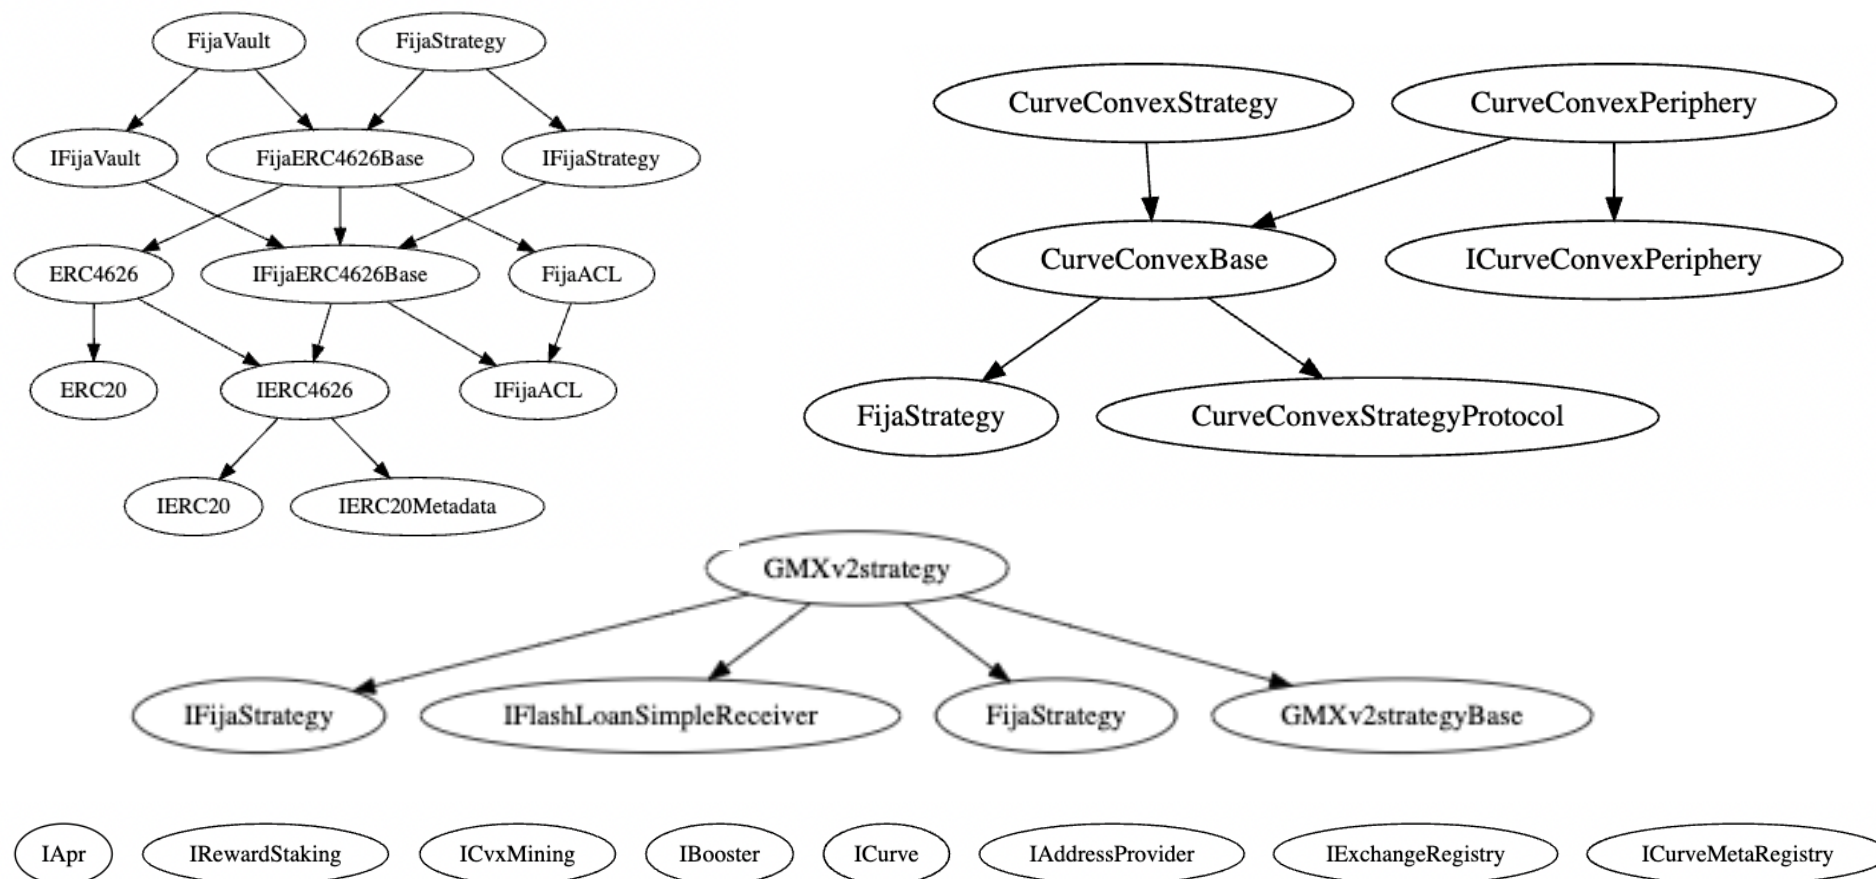 FijaVault
FijaStrategy
IFijaVault
FijaERC4626Base
IFijaStrategy
ERC4626
IFijaERC4626Base
FijaACL
ERC20
IERC4626
IFijaACL
IERC20
IERC20Metadata
CurveConvexStrategy
CurveConvexPeriphery
CurveConvexBase
ICurveConvexPeriphery
FijaStrategy
CurveConvexStrategyProtocol
GMXv2strategy
IFijaStrategy
IFlashLoanSimpleReceiver
FijaStrategy
GMXv2strategyBase
IApr
IRewardStaking
ICvxMining
IBooster
ICurve
IAddressProvider
IExchangeRegistry
ICurveMetaRegistry